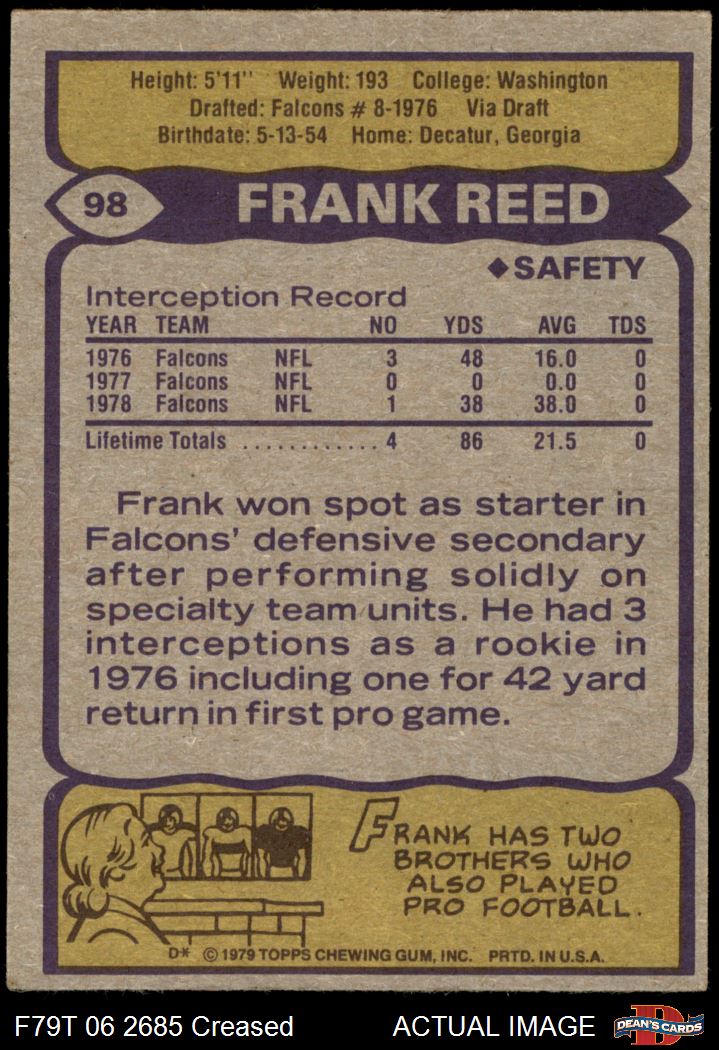 Height: 5'11'' Weight: 193 College: Washington
Drafted: Falcons # 8-1976 Via Draft
Birthdate: 5-13-54 Home: Decatur, Georgia
98 FRANK REED
◆SAFETY
Interception Record
YEAR TEAM NO YDS AVG TDS
1976 Falcons NFL 3 48 16.0 0
1977 Falcons NFL 0 0 0.0 0
1978 Falcons NFL 1 38 38.0 0
Lifetime Totals ............ 4 86 21.5 0
Frank won spot as starter in
Falcons' defensive secondary
after performing solidly on
specialty team units. He had 3
interceptions as a rookie in
1976 including one for 42 yard
return in first pro game.
FRANK HAS TWO
BROTHERS WHO
ALSO PLAYED
PRO FOOTBALL.
D* © 1979 TOPPS CHEWING GUM, INC. PRTD. IN U.S.A.
F79T 06 2685 Creased ACTUAL IMAGE DEAN'S CARDS